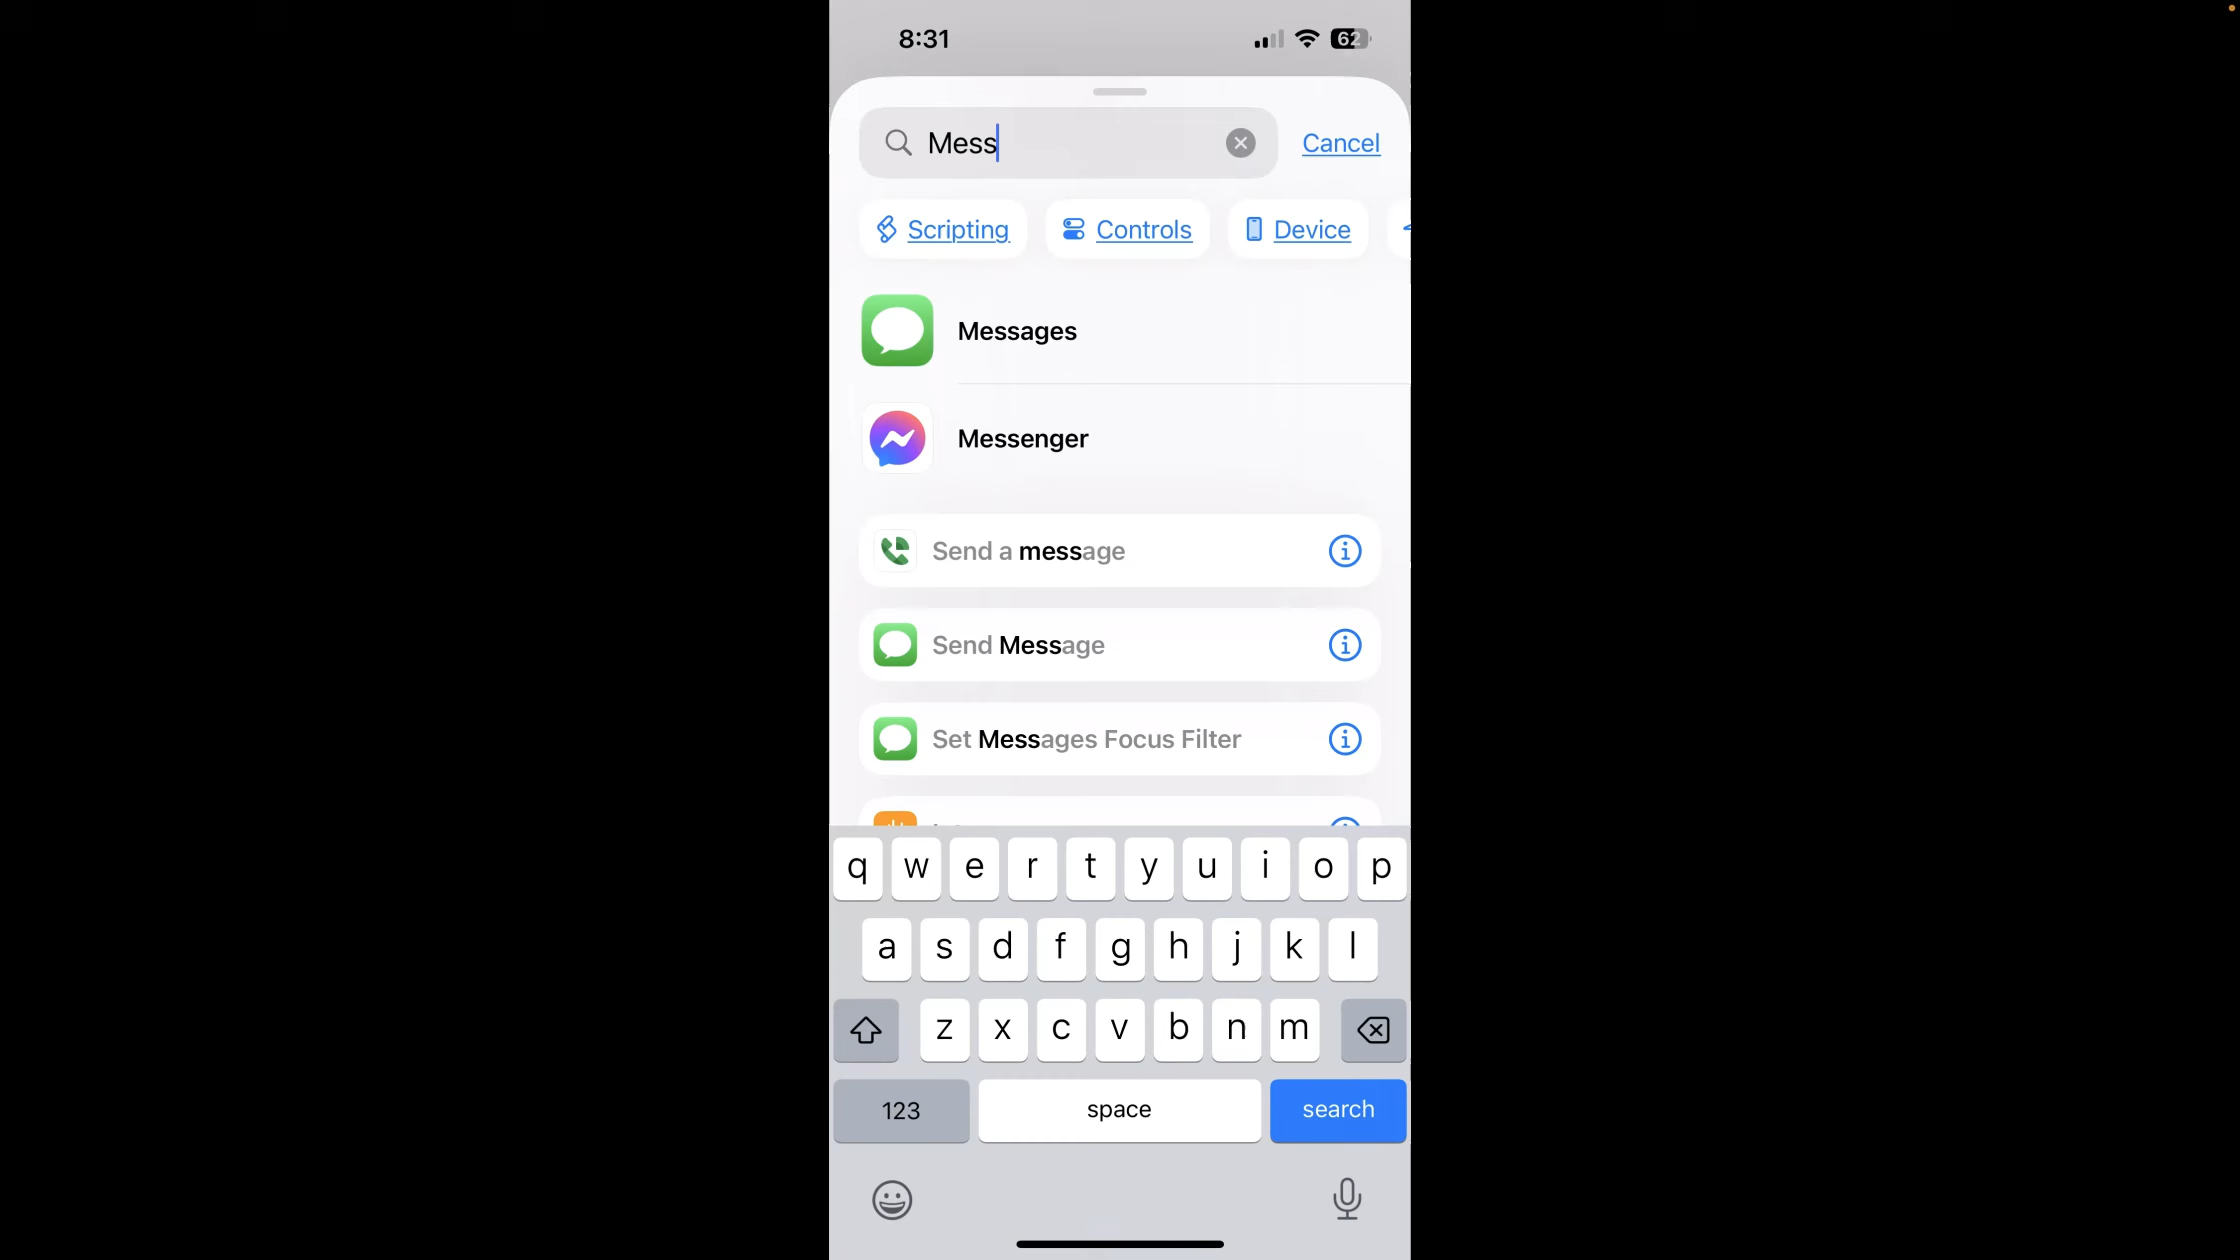 8:31
62
Mess
Cancel
Scripting
Controls
Device
Messages
Messenger
Send a message
Send Message
Set Messages Focus Filter
q w e r t y u i o p
a s d f g h j k l
z x c v b n m
123
space
search